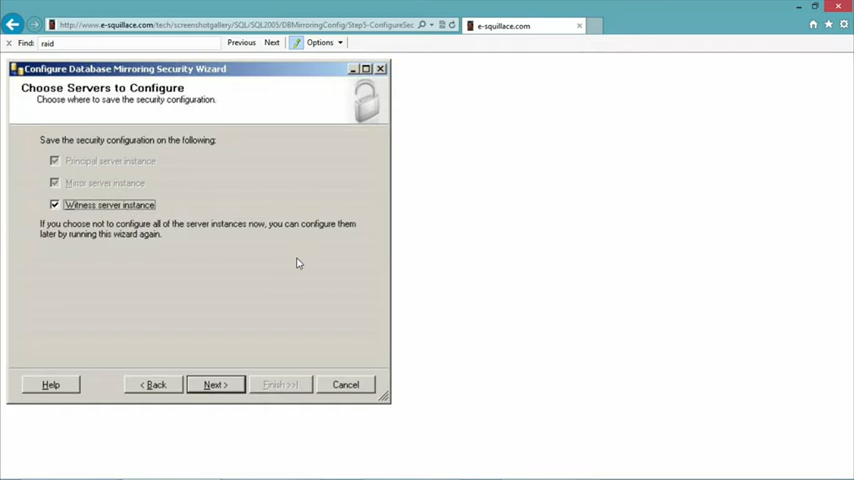 http://www.e-squillace.com/tech/screenshotgallery/SQL/SQL2005/DBMirroringConfig/Step5-ConfigureSec
e-squillace.com
Find: raid
Previous Next Options
Configure Database Mirroring Security Wizard
Choose Servers to Configure
Choose where to save the security configuration.
Save the security configuration on the following:
Principal server instance
Mirror server instance
Witness server instance
If you choose not to configure all of the server instances now, you can configure them
later by running this wizard again.
Help < Back Next > Finish >>| Cancel